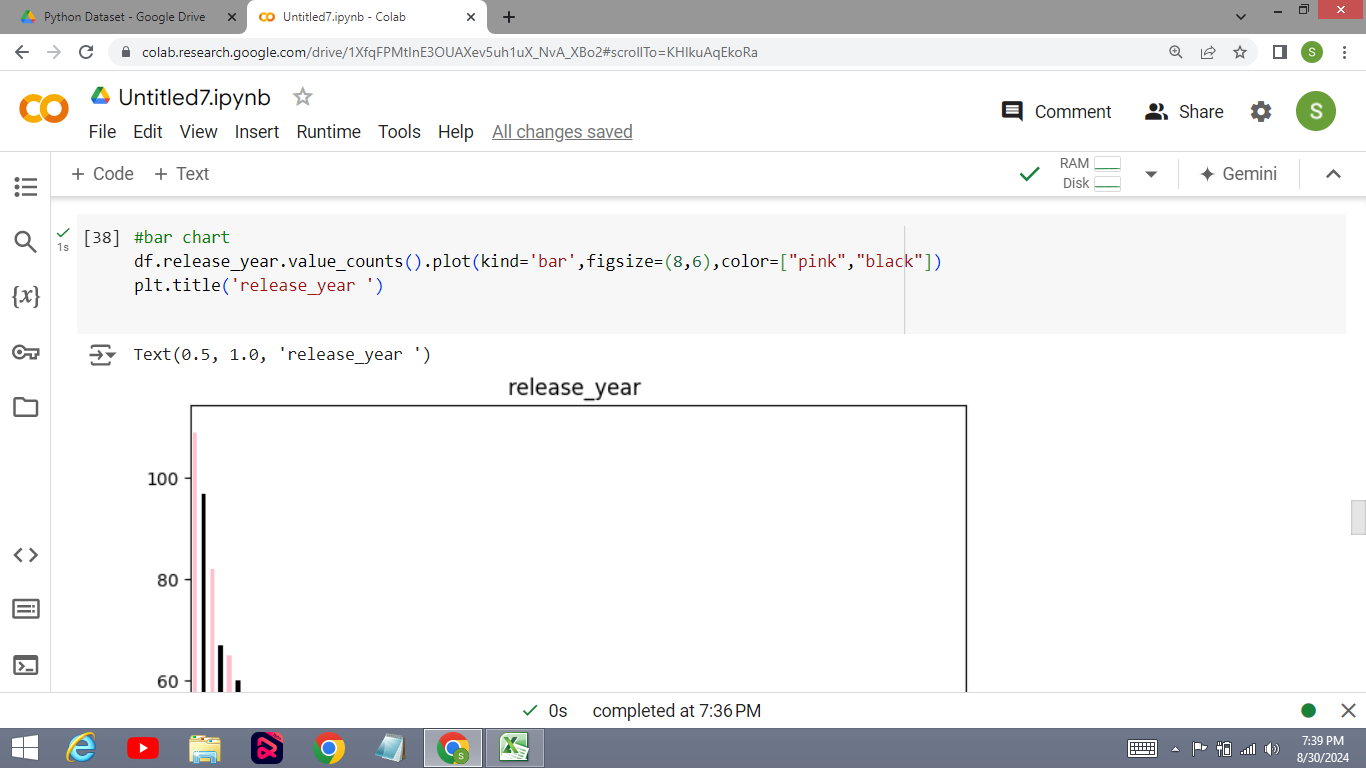 Python Dataset - Google Drive
Untitled7.ipynb - Colab
colab.research.google.com/drive/1XfqFPMtInE3OUAXev5uh1uX_NvA_XBo2#scrollTo=KHIkuAqEkoRa
S
Untitled7.ipynb
Comment
Share
S
File Edit View Insert Runtime Tools Help All changes saved
+ Code + Text
RAM
Disk
Gemini
1s
[38] #bar chart
df.release_year.value_counts().plot(kind='bar',figsize=(8,6),color=["pink","black"])
plt.title('release_year ')
{x}
Text(0.5, 1.0, 'release_year ')
release_year
100
80
60
0s completed at 7:36 PM
S
7:39 PM
8/30/2024